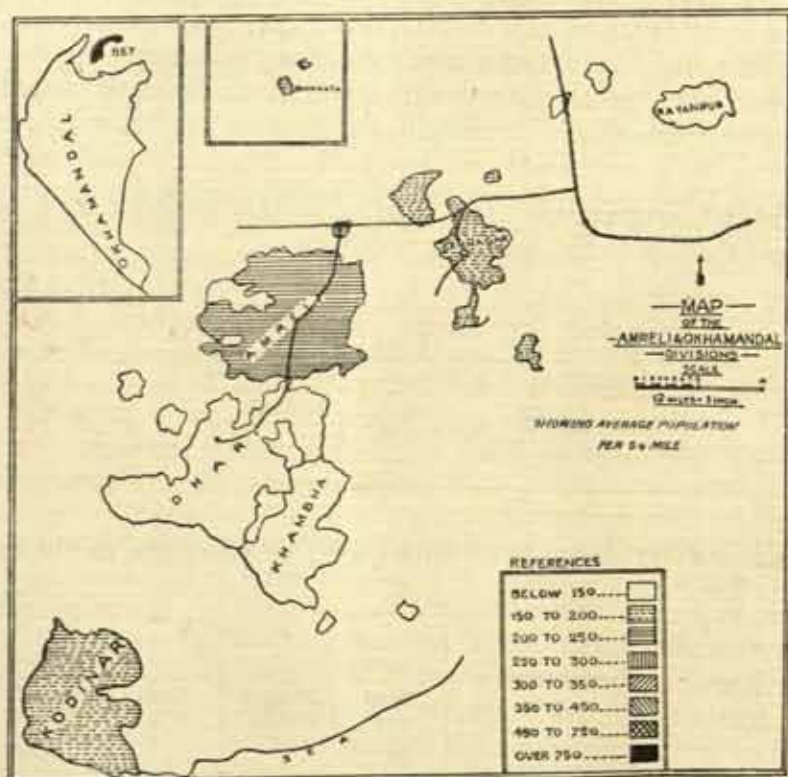 BET
OKHAMANDAL
RATANPUR
AMRELI
DHARI
KHAMBHA
KODINAR
SEA
MAP
OF THE
AMRELI & OKHAMANDAL
DIVISIONS
SCALE
12 MILES = 1 INCH
SHOWING AVERAGE POPULATION
PER SQ MILE
REFERENCES
BELOW 150
150 TO 200
200 TO 250
250 TO 300
300 TO 350
350 TO 450
450 TO 750
OVER 750